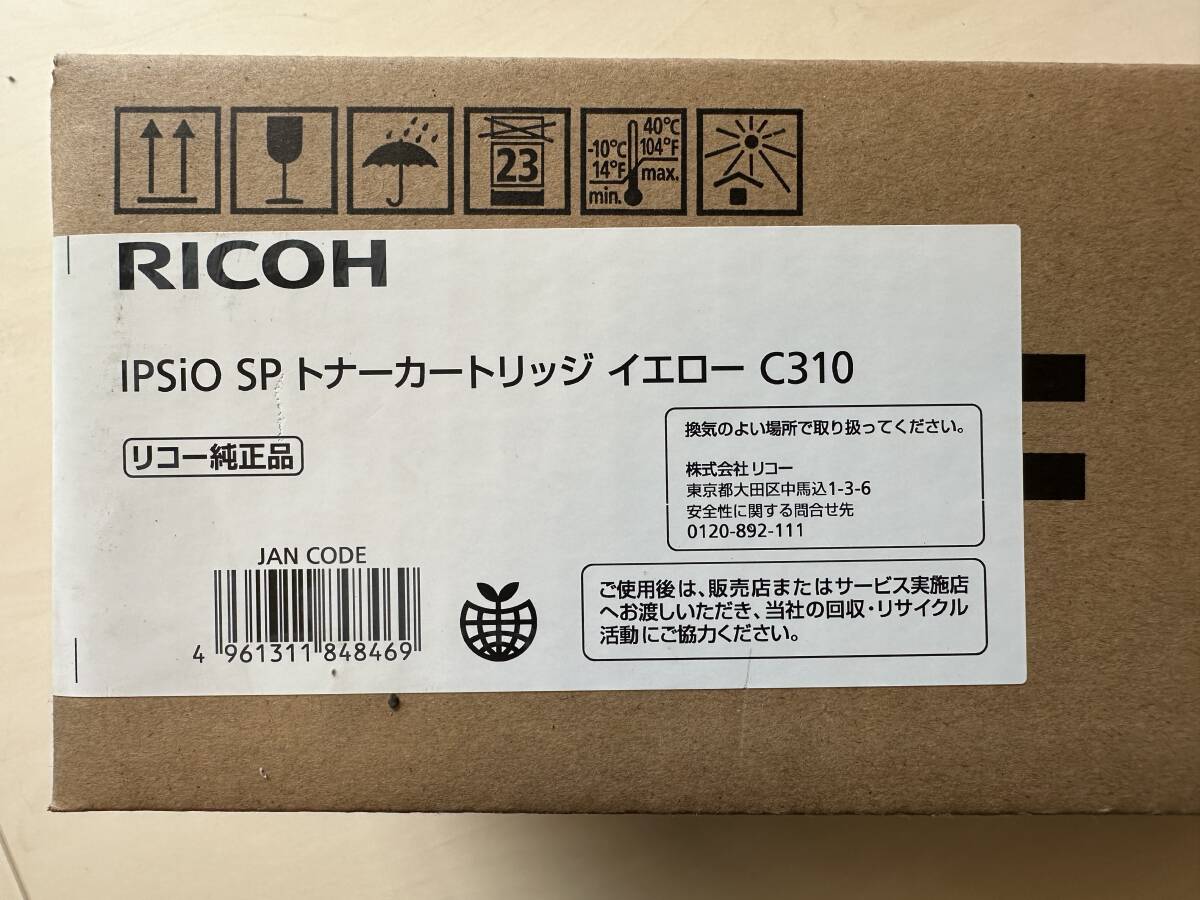 23
-10°C
14°F
min.
40°C
104°F
max.
RICOH
IPSiO SP トナーカートリッジ イエロー C310
リコー純正品
換気のよい場所で取り扱ってください。
株式会社リコー
東京都大田区中馬込1-3-6
安全性に関する問合せ先
0120-892-111
JAN CODE
4 961311 848469
ご使用後は、販売店またはサービス実施店
へお渡しいただき、当社の回収・リサイクル
活動にご協力ください。